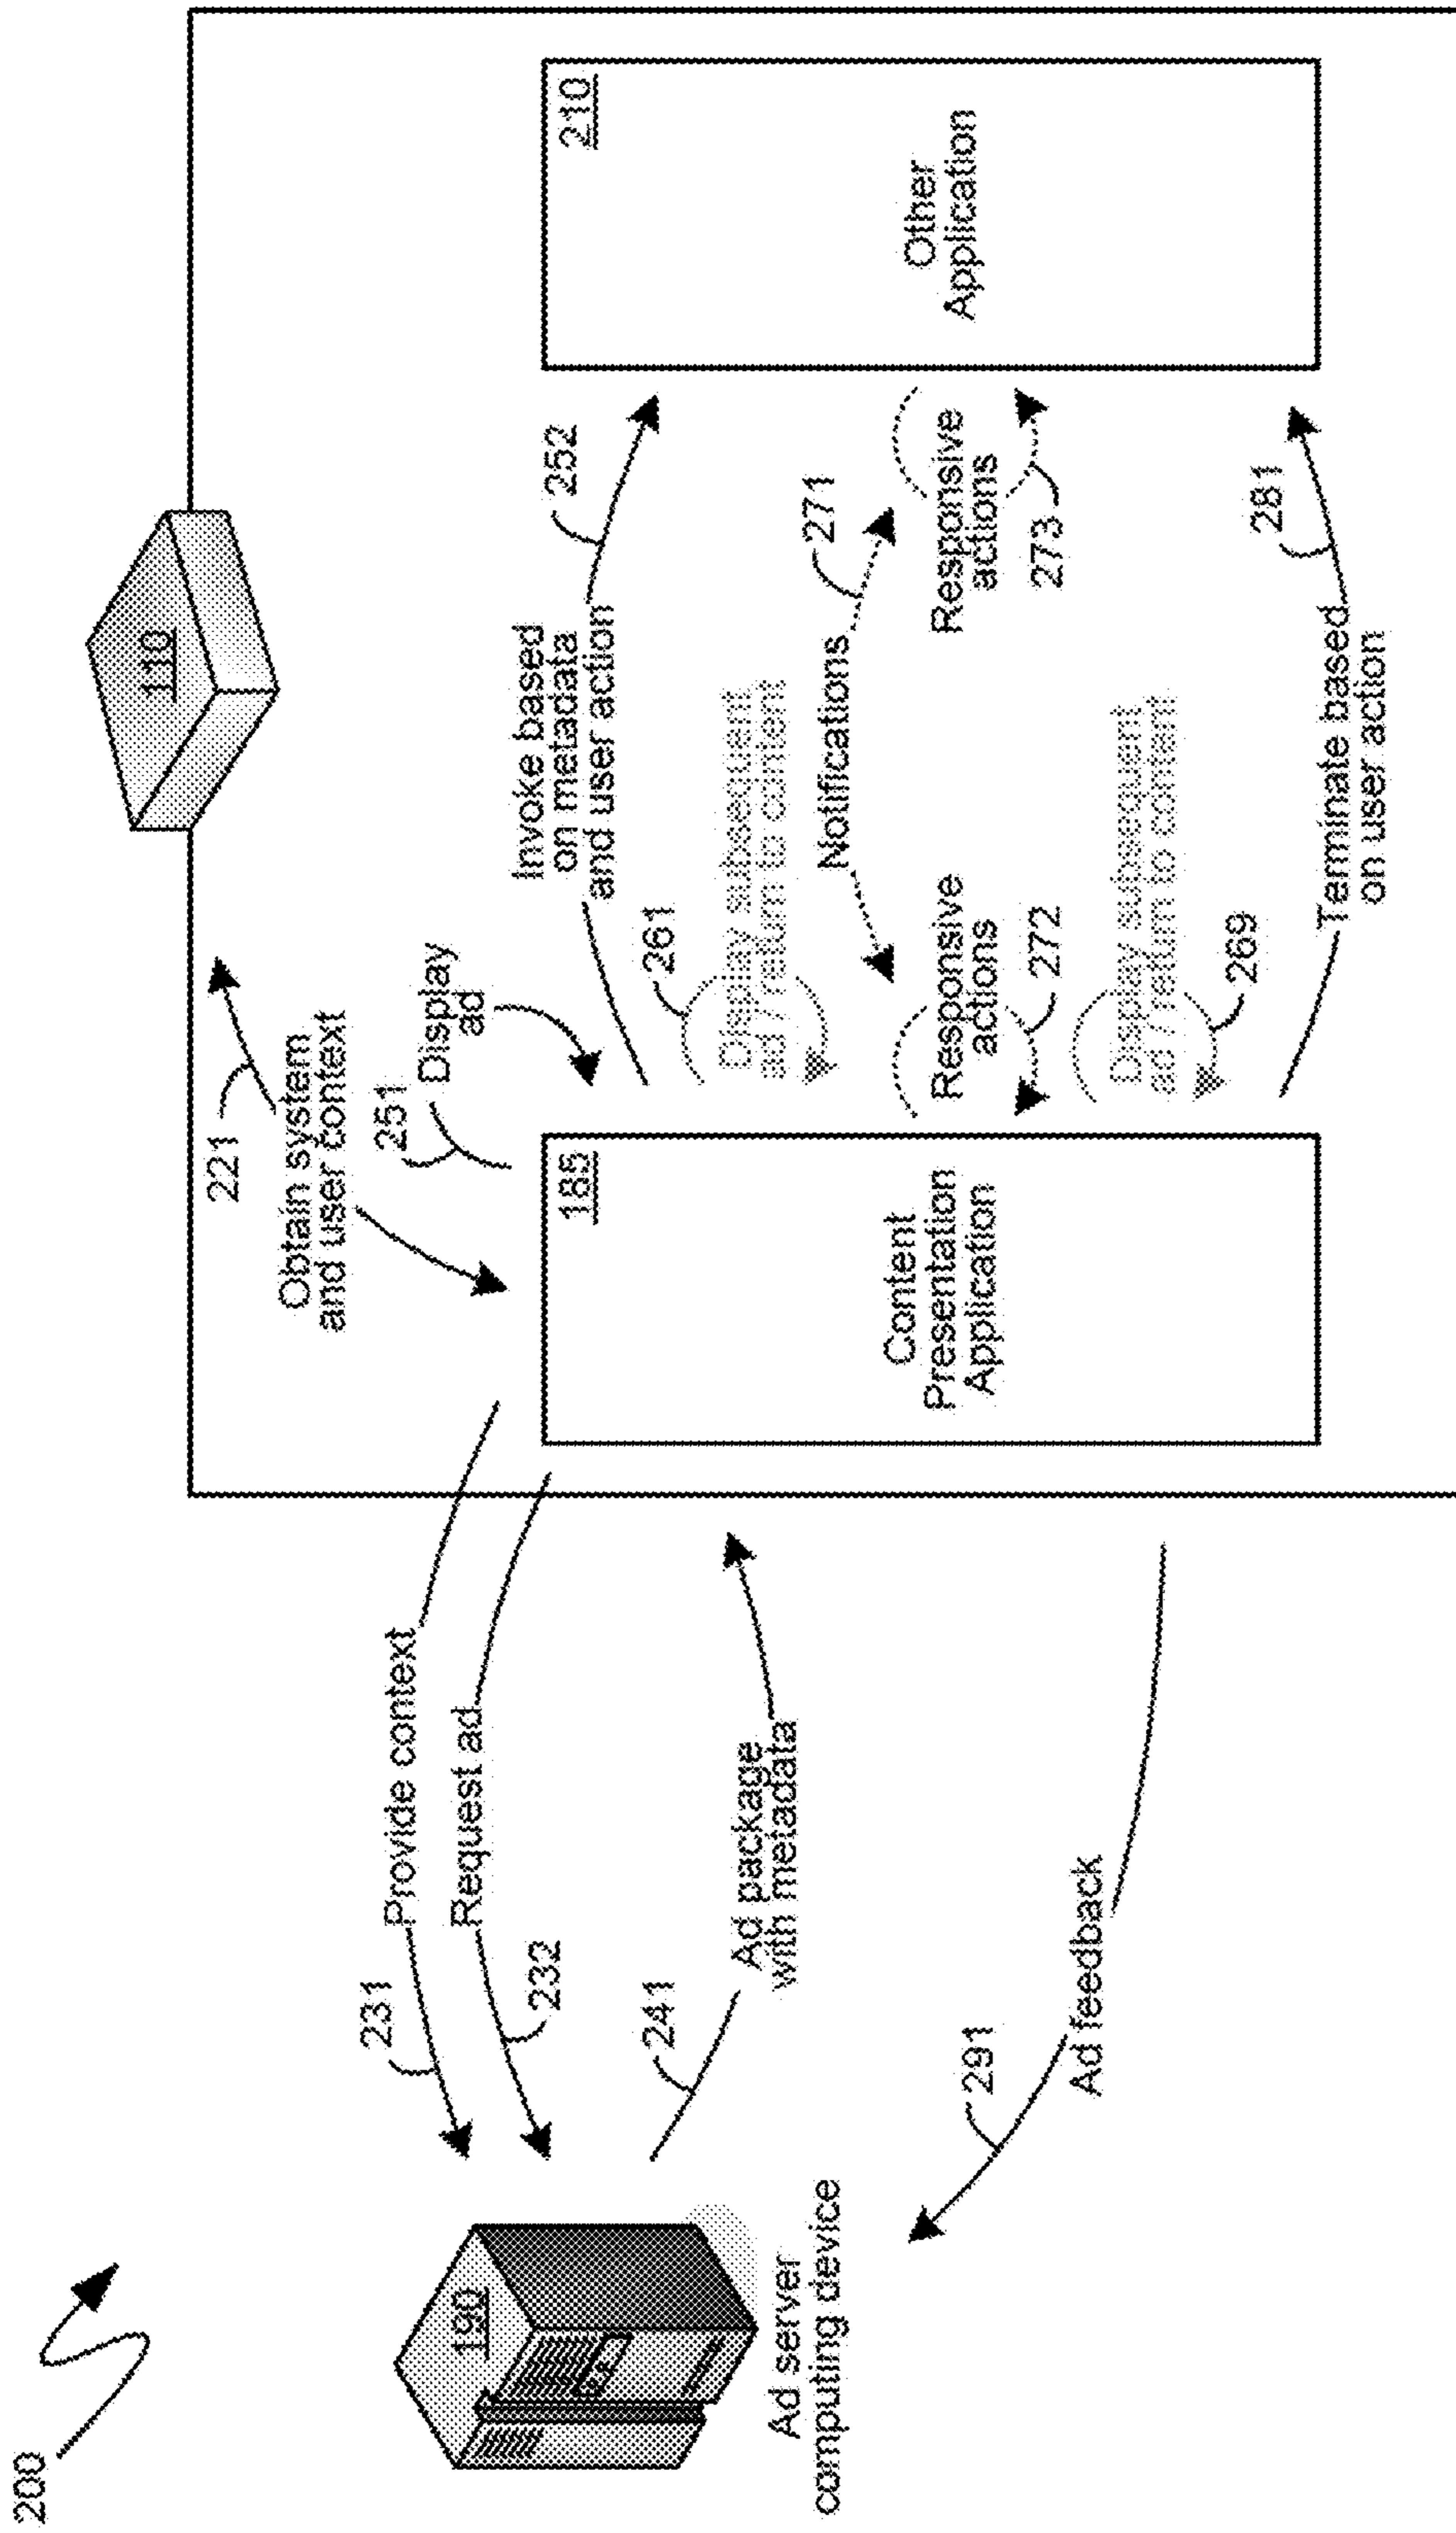 200
110
221
Obtain system
and user context
251
Display
ad
231
Provide context
Request ad
232
190
Ad server
computing device
241
Ad package
with metadata
291
Ad feedback
185
Content
Presentation
Application
252
Invoke based
on metadata
and user action
261
Display subsequent
ad / return to content
271
Notifications
Responsive
actions
272
Responsive
actions
273
Display subsequent
ad / return to content
269
281
Terminate based
on user action
210
Other
Application